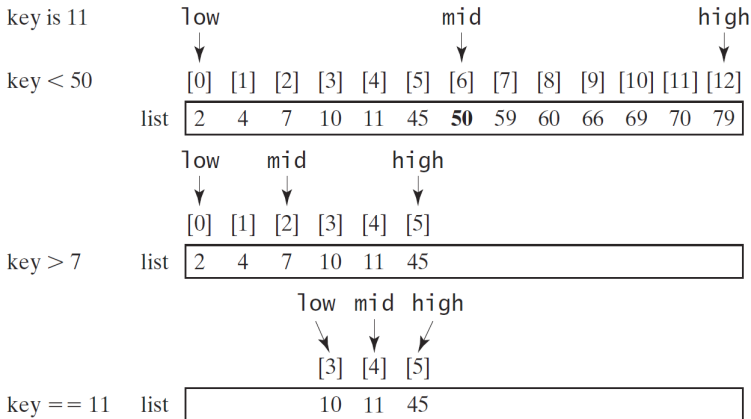 key is 11 low mid high
key < 50 [0] [1] [2] [3] [4] [5] [6] [7] [8] [9] [10] [11] [12]
list 2 4 7 10 11 45 50 59 60 66 69 70 79
low mid high
[0] [1] [2] [3] [4] [5]
key > 7 list 2 4 7 10 11 45
low mid high
[3] [4] [5]
key == 11 list 10 11 45